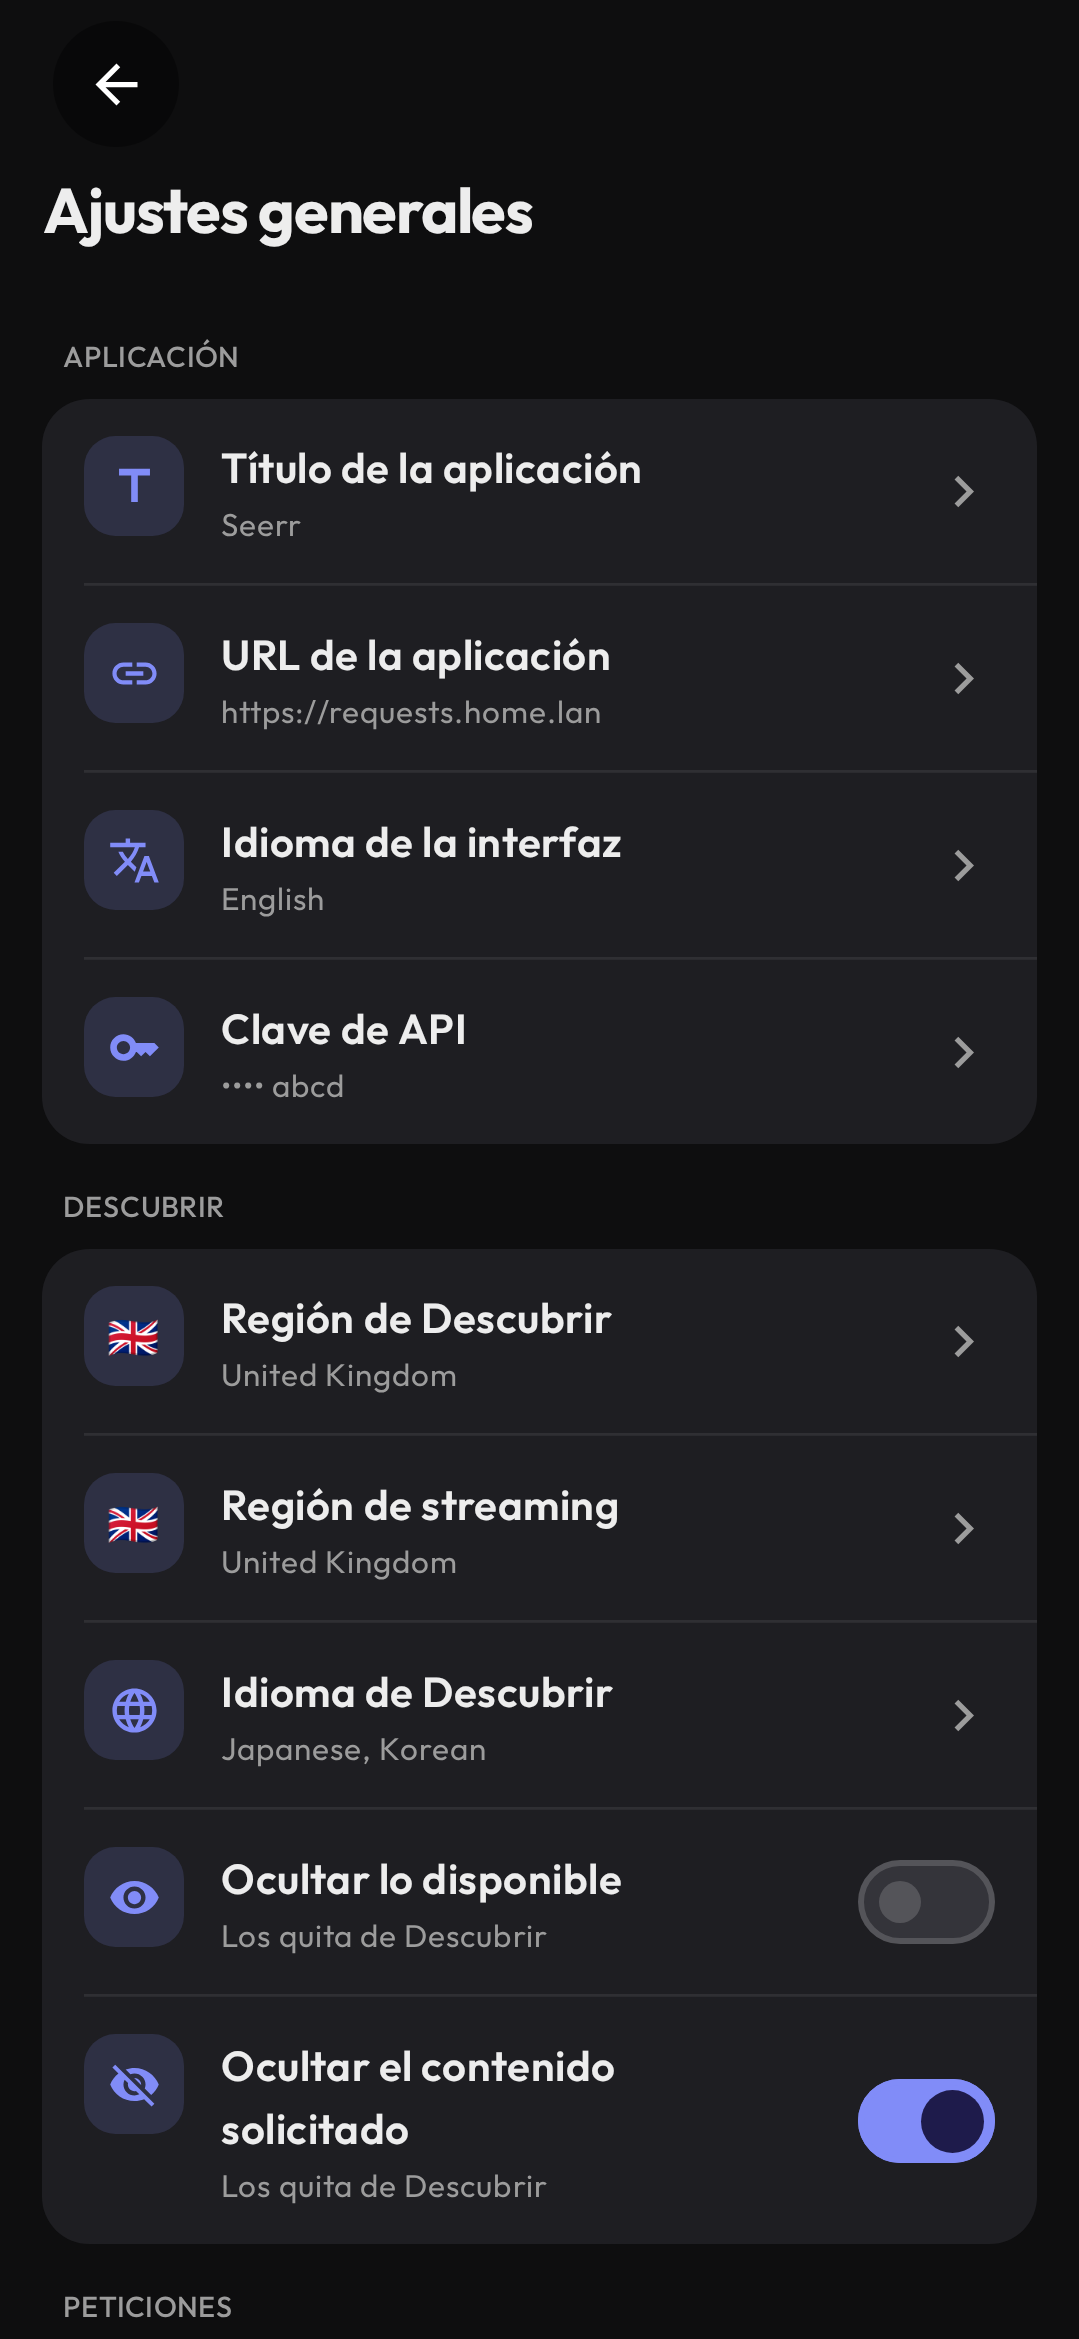 Ajustes generales
APLICACIÓN
Título de la aplicación
Seerr
URL de la aplicación
https://requests.home.lan
Idioma de la interfaz
English
Clave de API
•••• abcd
DESCUBRIR
Región de Descubrir
United Kingdom
Región de streaming
United Kingdom
Idioma de Descubrir
Japanese, Korean
Ocultar lo disponible
Los quita de Descubrir
Ocultar el contenido
solicitado
Los quita de Descubrir
PETICIONES